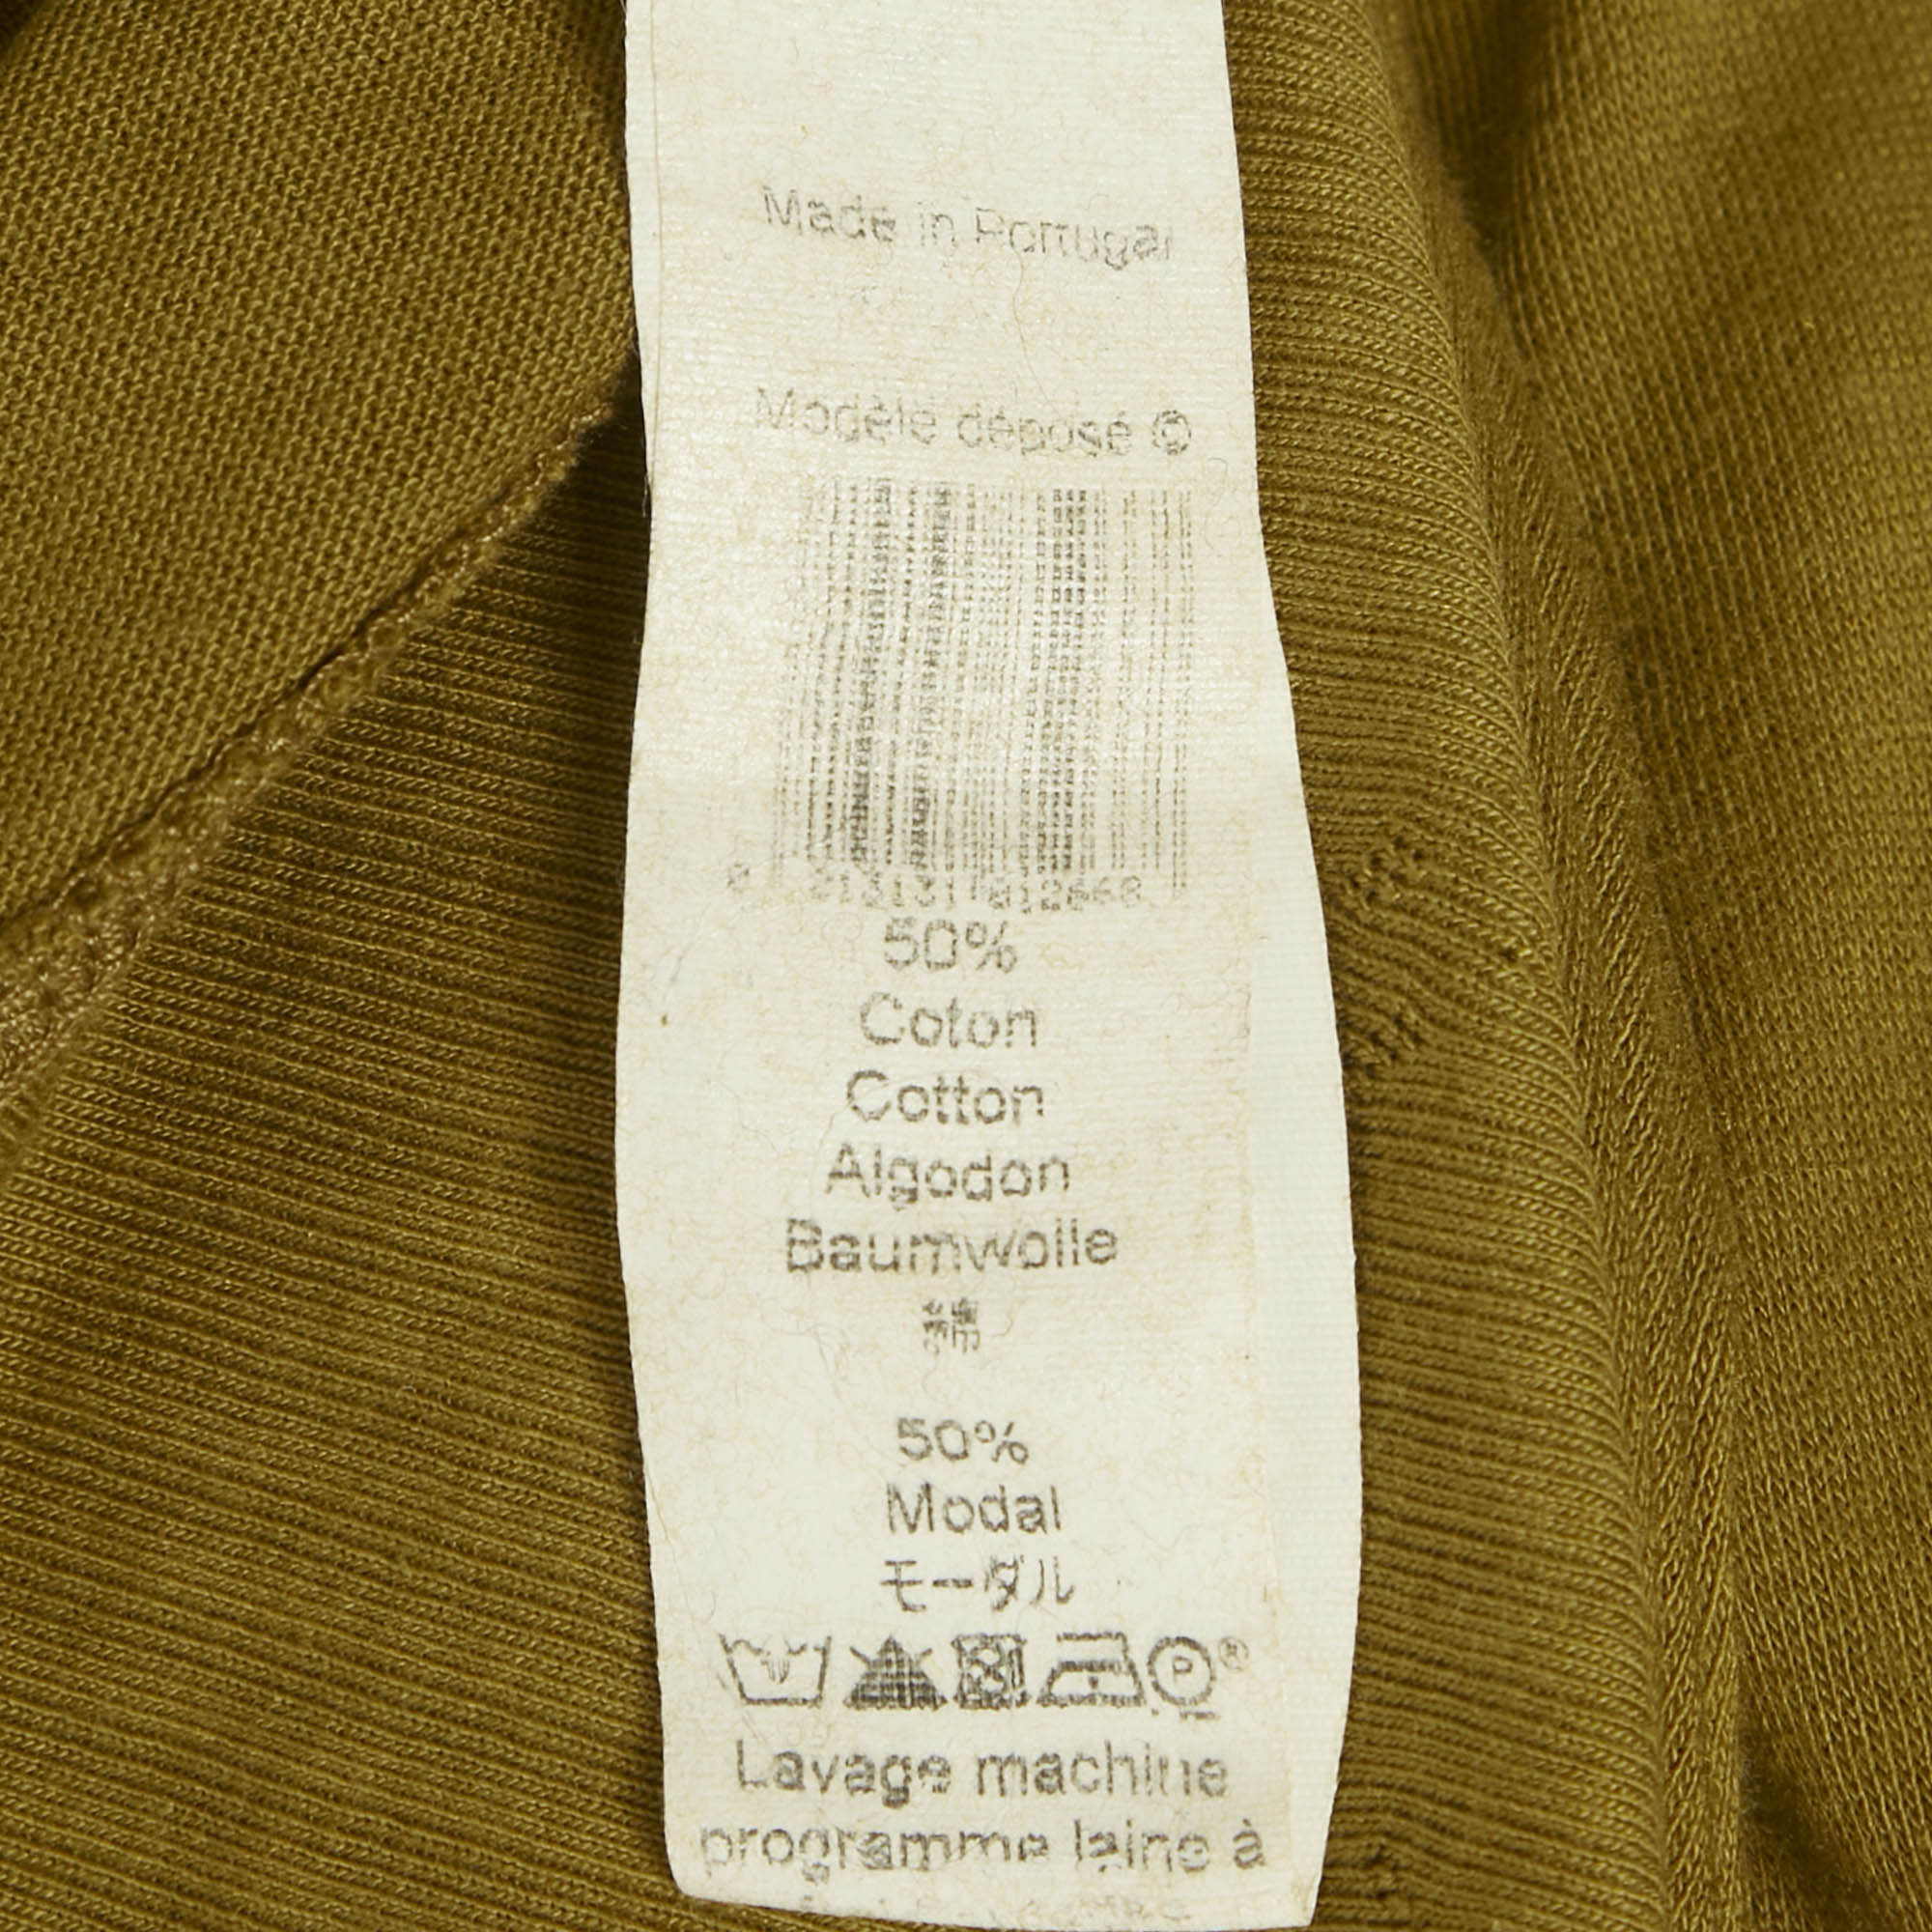 Made in Portugal
Modèle déposé ©
50%
Coton
Cotton
Algodon
Baumwolle
綿
50%
Modal
モーダル
P ®
Lavage machine
programme laine à